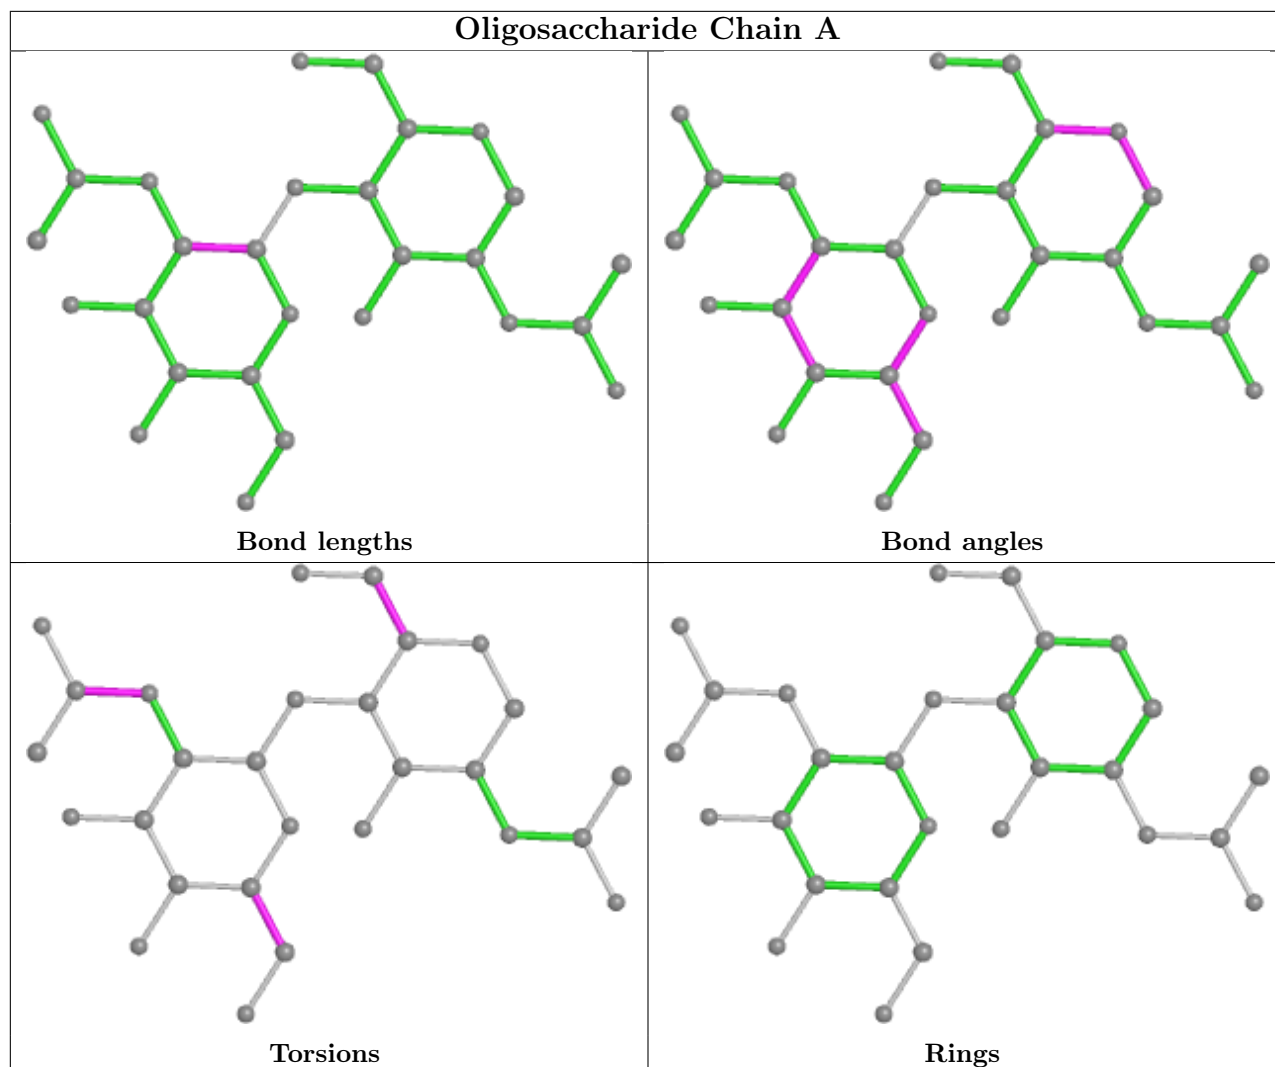 Oligosaccharide Chain A
Bond lengths
Bond angles
Torsions
Rings